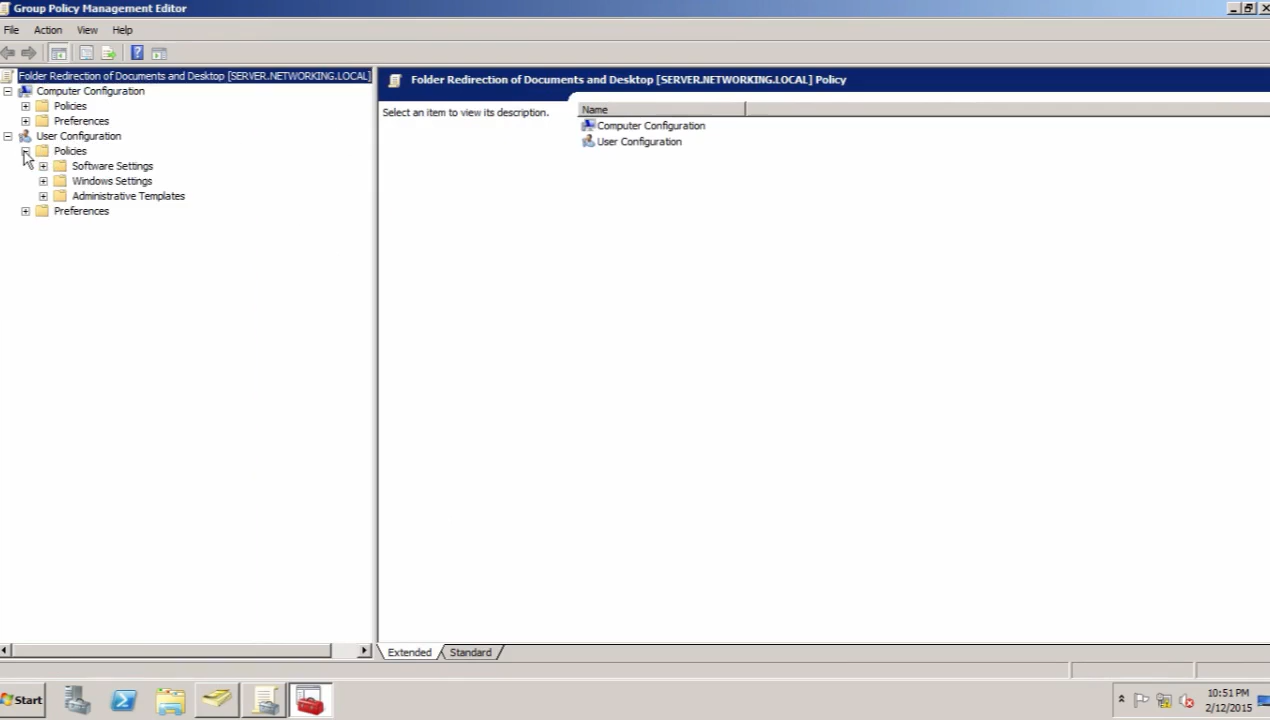 Group Policy Management Editor
File Action View Help
Folder Redirection of Documents and Desktop [SERVER.NETWORKING.LOCAL]
Computer Configuration
Policies
Preferences
User Configuration
Policies
Software Settings
Windows Settings
Administrative Templates
Preferences
Folder Redirection of Documents and Desktop [SERVER.NETWORKING.LOCAL] Policy
Select an item to view its description.
Name
Computer Configuration
User Configuration
Extended Standard
Start
10:51 PM
2/12/2015